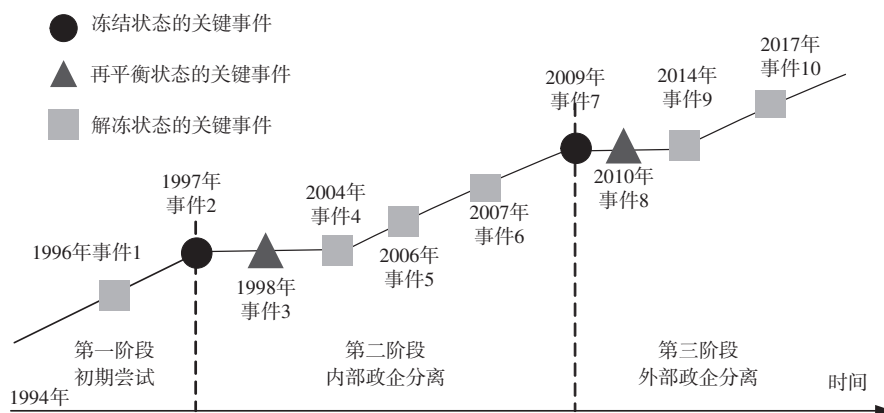 冻结状态的关键事件
再平衡状态的关键事件
解冻状态的关键事件
1996年事件1
1997年
事件2
1998年
事件3
2004年
事件4
2006年
事件5
2007年
事件6
2009年
事件7
2010年
事件8
2014年
事件9
2017年
事件10
第一阶段
初期尝试
第二阶段
内部政企分离
第三阶段
外部政企分离
1994年
时间